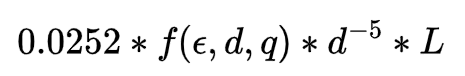 0.0252 * f(ϵ, d, q) * d⁻⁵ * L